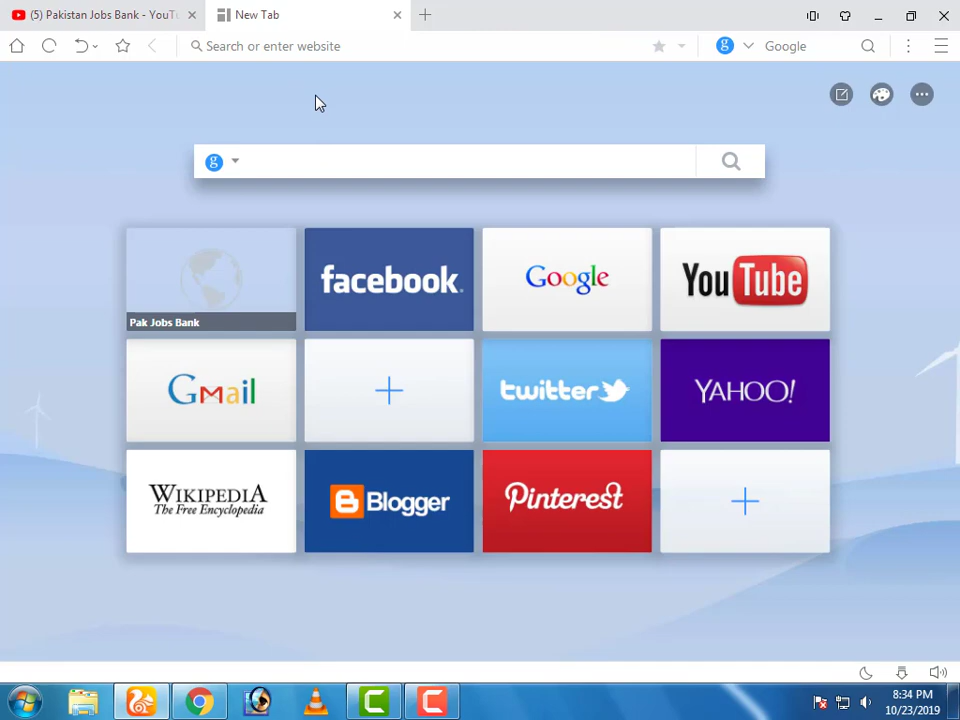 (5) Pakistan Jobs Bank - YouTu
New Tab
Search or enter website
g
Google
g
Pak Jobs Bank
facebook.
Google
YouTube
Gmail
twitter
YAHOO!
WIKIPEDIA
The Free Encyclopedia
Blogger
Pinterest
8:34 PM
10/23/2019